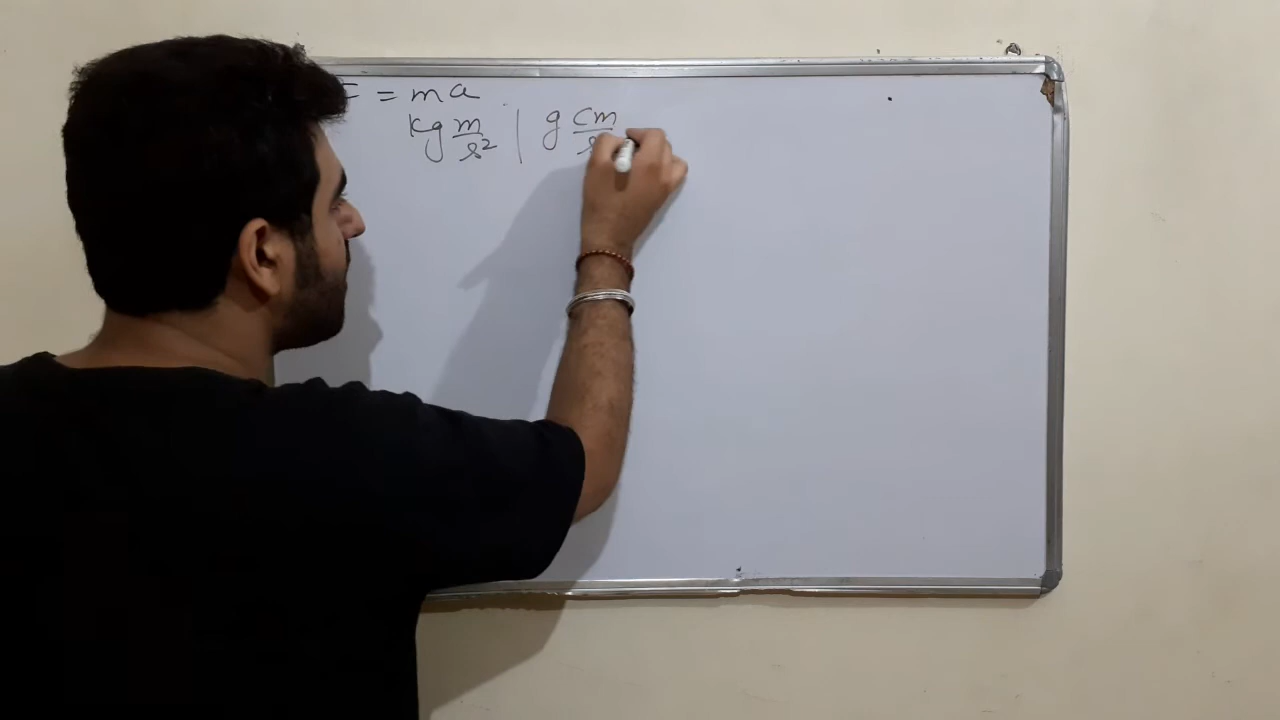 = ma
kg m/s² | g cm/s